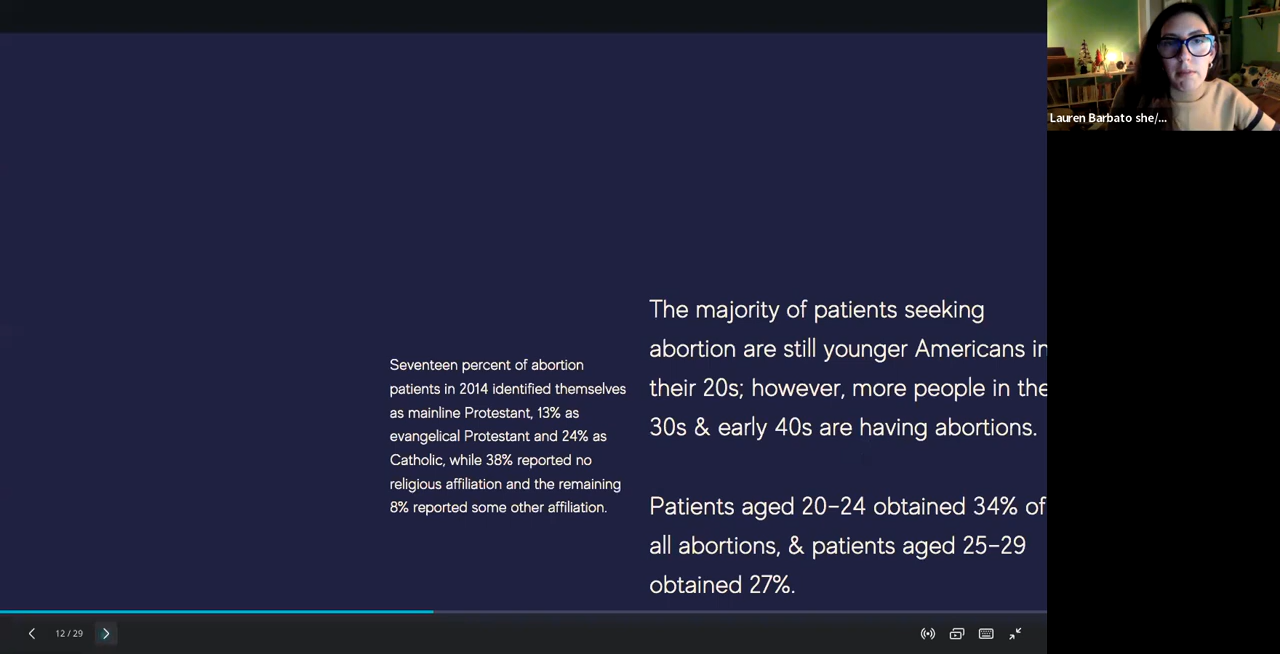 Lauren Barbato she/...
Seventeen percent of abortion
patients in 2014 identified themselves
as mainline Protestant, 13% as
evangelical Protestant and 24% as
Catholic, while 38% reported no
religious affiliation and the remaining
8% reported some other affiliation.
The majority of patients seeking
abortion are still younger Americans in
their 20s; however, more people in the
30s & early 40s are having abortions.
Patients aged 20–24 obtained 34% of
all abortions, & patients aged 25–29
obtained 27%.
12 / 29